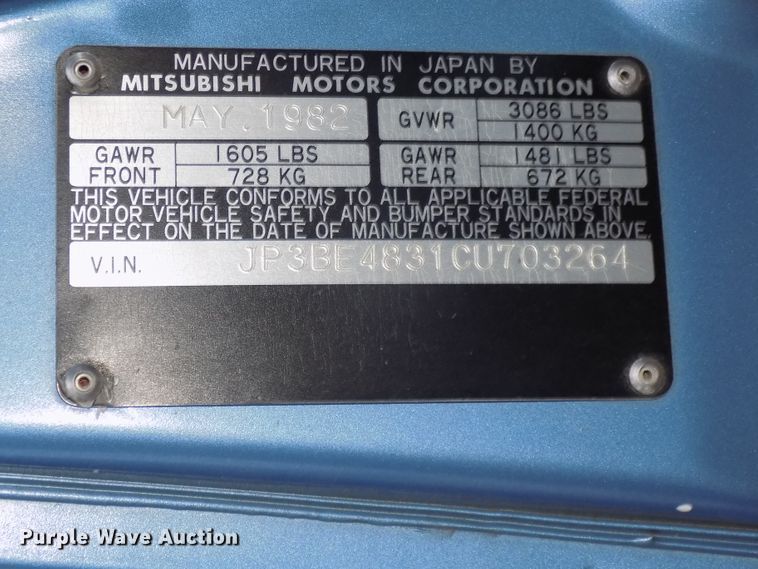 MANUFACTURED IN JAPAN BY
MITSUBISHI MOTORS CORPORATION
MAY.1982
GVWR 3086 LBS
1400 KG
GAWR FRONT 1605 LBS
728 KG
GAWR REAR 1481 LBS
672 KG
THIS VEHICLE CONFORMS TO ALL APPLICABLE FEDERAL
MOTOR VEHICLE SAFETY AND BUMPER STANDARDS IN
EFFECT ON THE DATE OF MANUFACTURE SHOWN ABOVE.
V.I.N. JP3BE4831CU703264
Purple Wave Auction